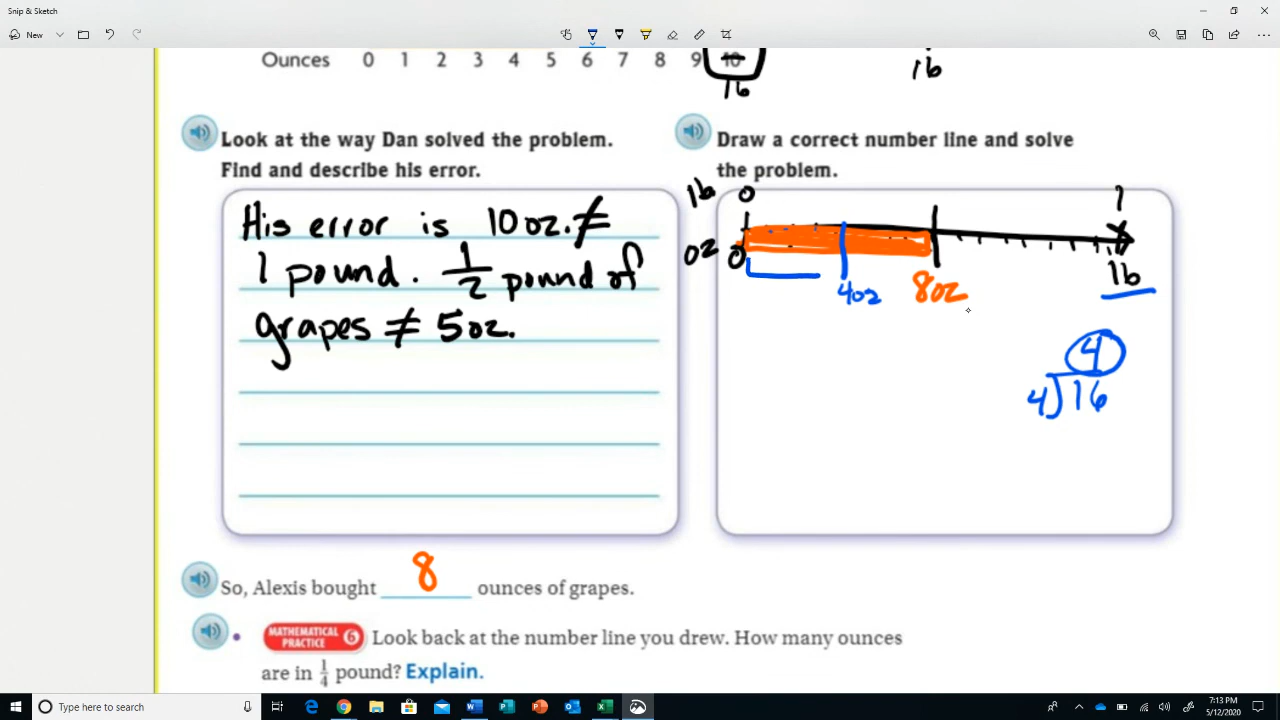 Snip & Sketch
New
Ounces 0 1 2 3 4 5 6 7 8 9 10
16
16
Look at the way Dan solved the problem.
Find and describe his error.
His error is 10 oz. ≠
1 pound. 1/2 pound of
grapes ≠ 5 oz.
Draw a correct number line and solve
the problem.
lb 0 1
oz 0 4oz 8oz 16
4
4)16
So, Alexis bought 8 ounces of grapes.
• MATHEMATICAL PRACTICE 6 Look back at the number line you drew. How many ounces
are in 1/4 pound? Explain.
Type here to search
7:13 PM
5/12/2020